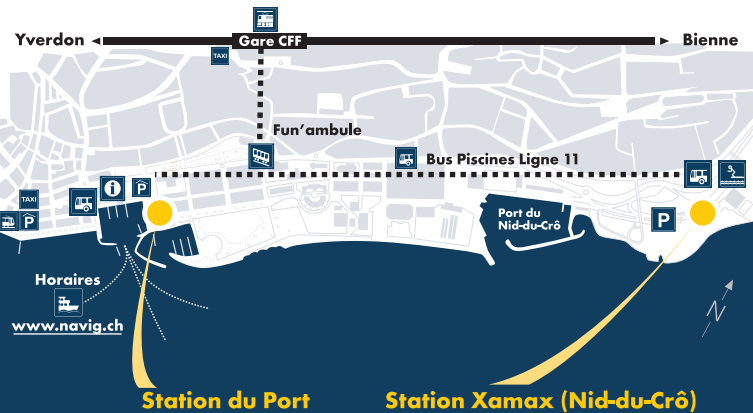 Yverdon
Gare CFF
Bienne
TAXI
Fun'ambule
Bus Piscines Ligne 11
TAXI
P
i
P
P
Port du
Nid-du-Crô
Horaires
www.navig.ch
N
Station du Port
Station Xamax (Nid-du-Crô)